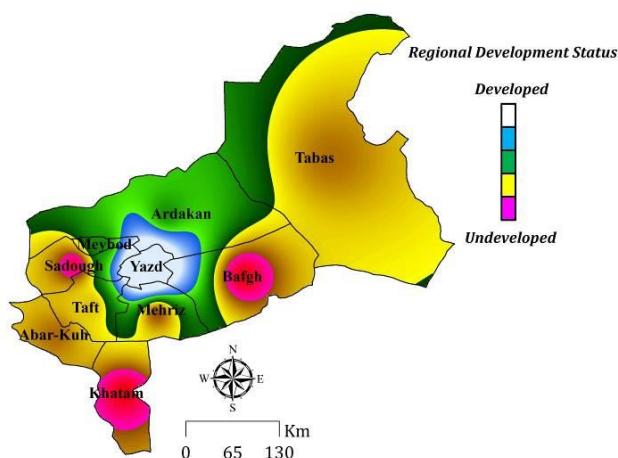 Regional Development Status
Developed
Undeveloped
Tabas
Ardakan
Meybod
Sadough
Yazd
Bafgh
Taft
Mehriz
Abar-Kuh
Khatam
N
W E
S
Km
0 65 130